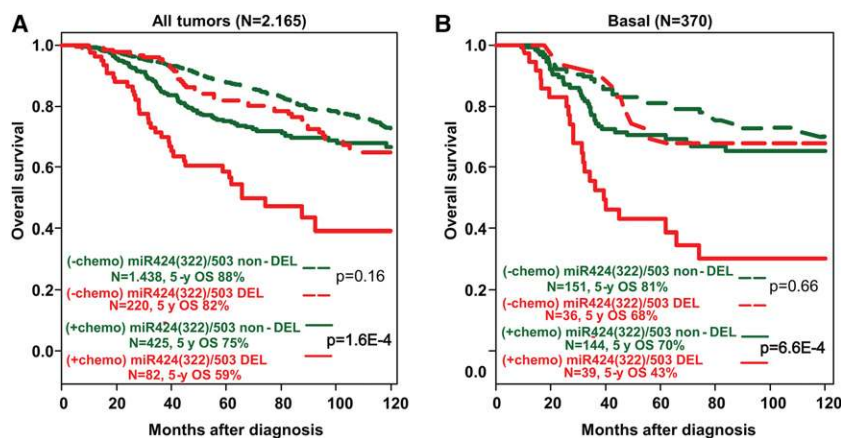 A
All tumors (N=2.165)
Overall survival
1.0
0.8
0.6
0.4
0.2
0.0
(-chemo) miR424(322)/503 non-DEL
N=1.438, 5-y OS 88%
(-chemo) miR424(322)/503 DEL
N=220, 5 y OS 82%
p=0.16
(+chemo) miR424(322)/503 non-DEL
N=425, 5 y OS 75%
(+chemo) miR424(322)/503 DEL
N=82, 5 y OS 59%
p=1.6E-4
0 20 40 60 80 100 120
Months after diagnosis
B
Basal (N=370)
Overall survival
1.0
0.8
0.6
0.4
0.2
0.0
(-chemo) miR424(322)/503 non-DEL
N=151, 5-y OS 81%
(-chemo) miR424(322)/503 DEL
N=36, 5 y OS 68%
p=0.66
(+chemo) miR424(322)/503 non-DEL
N=144, 5 y OS 70%
(+chemo) miR424(322)/503 DEL
N=39, 5 y OS 43%
p=6.6E-4
0 20 40 60 80 100 120
Months after diagnosis